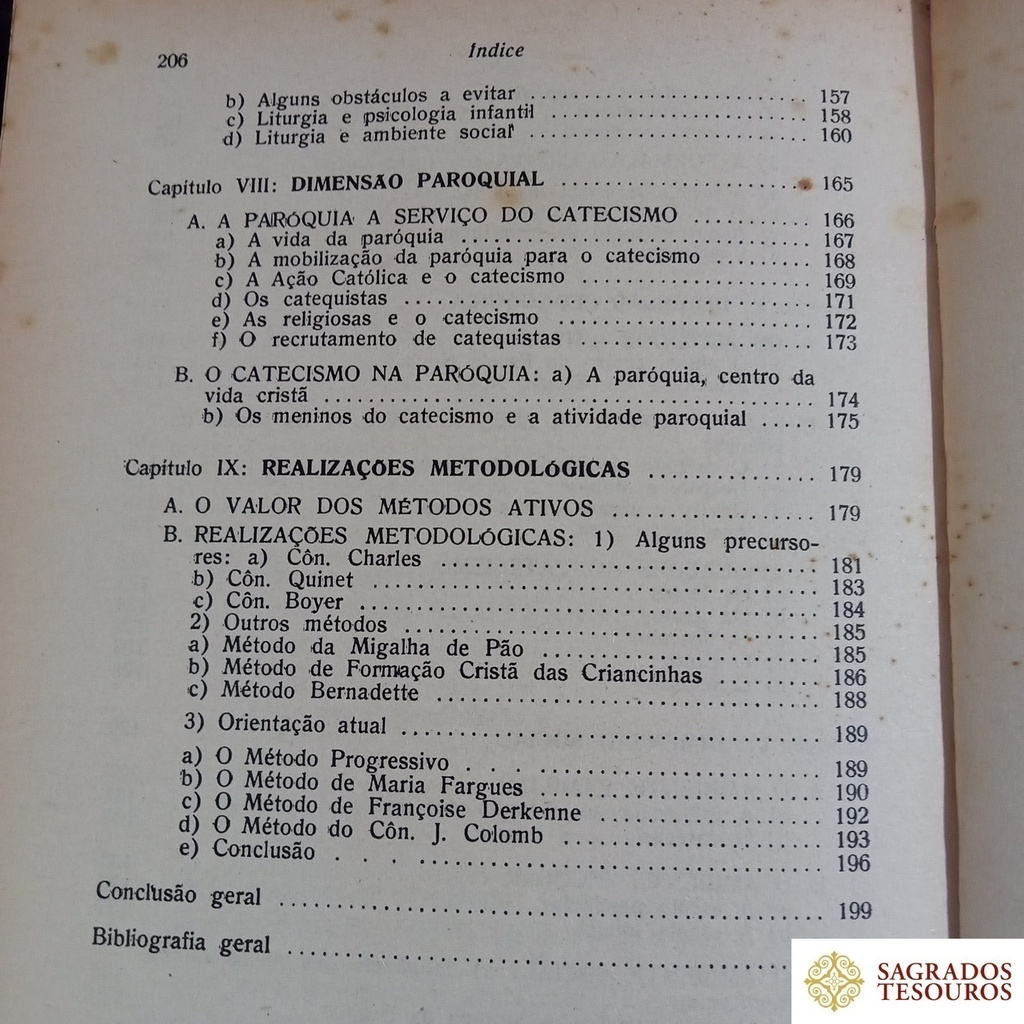 206
Índice
b) Alguns obstáculos a evitar .......................... 157
c) Liturgia e psicologia infantil ........................ 158
d) Liturgia e ambiente social .......................... 160
Capítulo VIII: DIMENSÃO PAROQUIAL ........................ 165
A. A PARÓQUIA A SERVIÇO DO CATECISMO ........... 166
a) A vida da paróquia ................................. 167
b) A mobilização da paróquia para o catecismo ......... 168
c) A Ação Católica e o catecismo ...................... 169
d) Os catequistas ...................................... 171
e) As religiosas e o catecismo ........................ 172
f) O recrutamento de catequistas ...................... 173
B. O CATECISMO NA PARÓQUIA: a) A paróquia, centro da
vida cristã ............................................. 174
b) Os meninos do catecismo e a atividade paroquial ..... 175
Capítulo IX: REALIZAÇÕES METODOLÓGICAS ............... 179
A. O VALOR DOS MÉTODOS ATIVOS .................. 179
B. REALIZAÇÕES METODOLÓGICAS: 1) Alguns precurso-
res: a) Côn. Charles ................................... 181
b) Côn. Quinet ........................................ 183
c) Côn. Boyer ......................................... 184
2) Outros métodos ..................................... 185
a) Método da Migalha de Pão .......................... 185
b) Método de Formação Cristã das Criancinhas ......... 186
c) Método Bernadette .................................. 188
3) Orientação atual ................................... 189
a) O Método Progressivo . . . ......................... 189
b) O Método de Maria Fargues .......................... 190
c) O Método de Françoise Derkenne .................... 192
d) O Método do Côn. J. Colomb ........................ 193
e) Conclusão . . . ..................................... 196
Conclusão geral ............................................ 199
Bibliografia geral ..........................................
SAGRADOS
TESOUROS